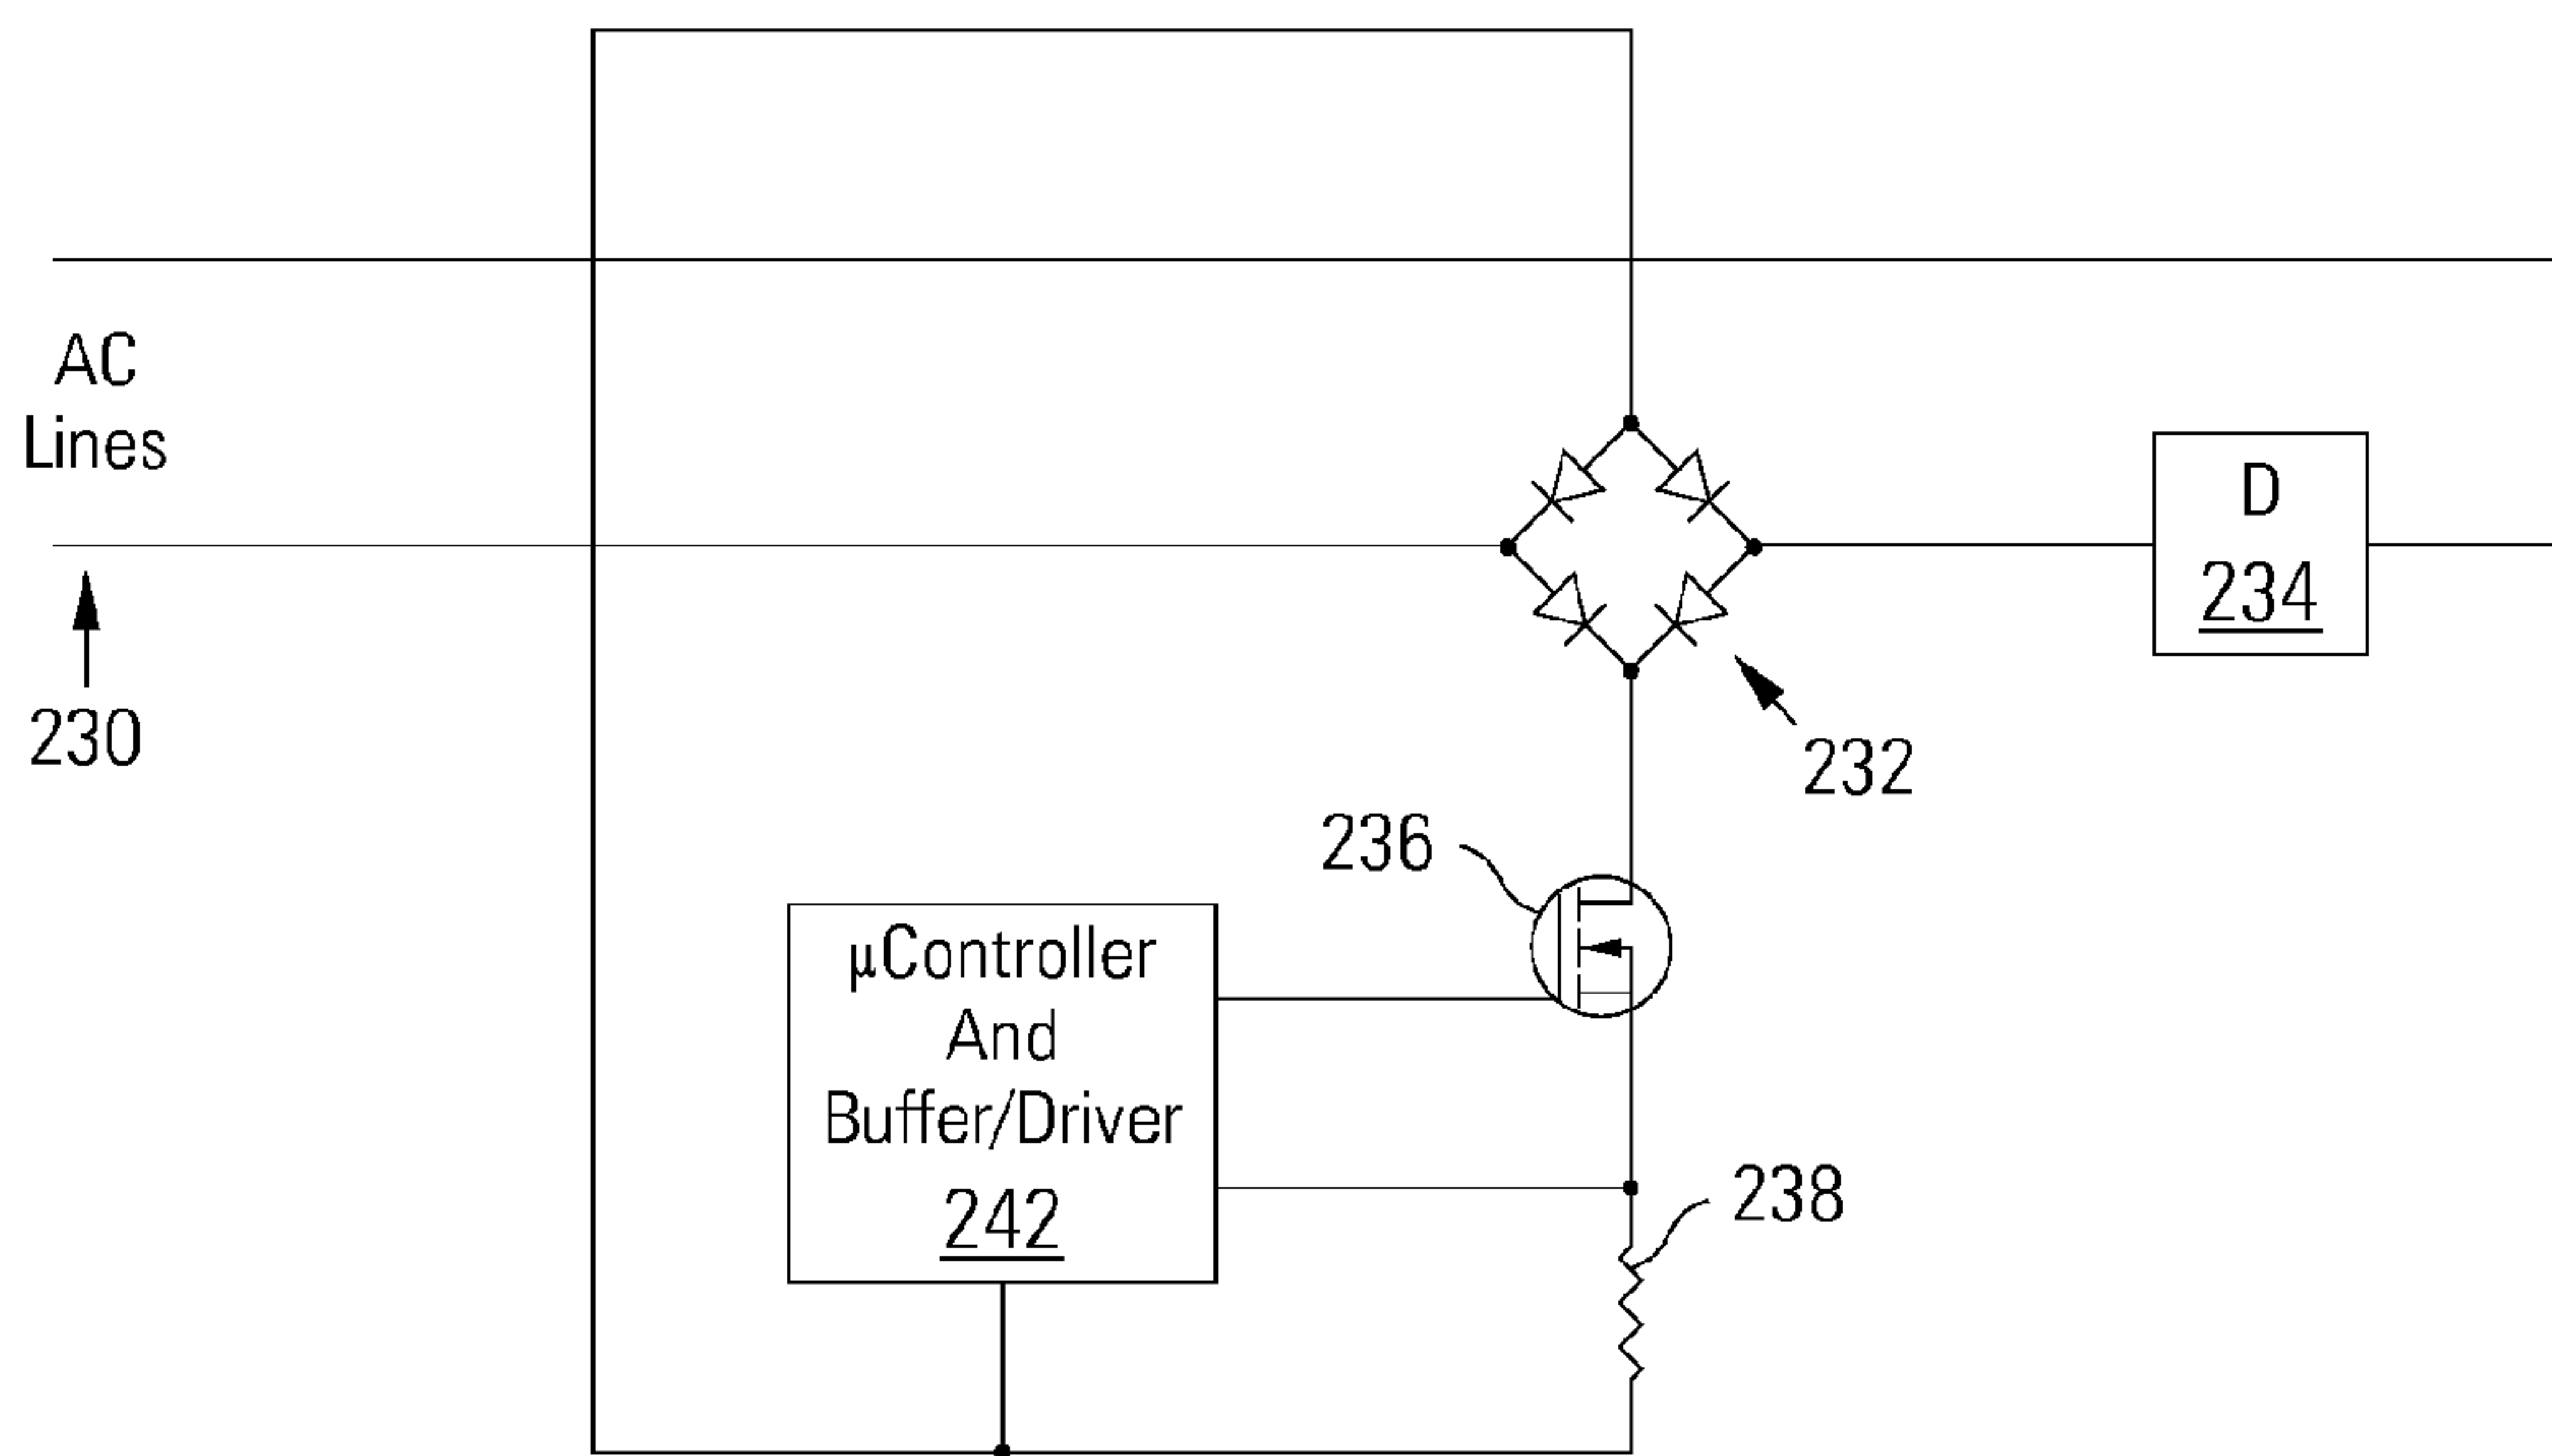 AC
Lines
230
D
234
232
236
μController
And
Buffer/Driver
242
238